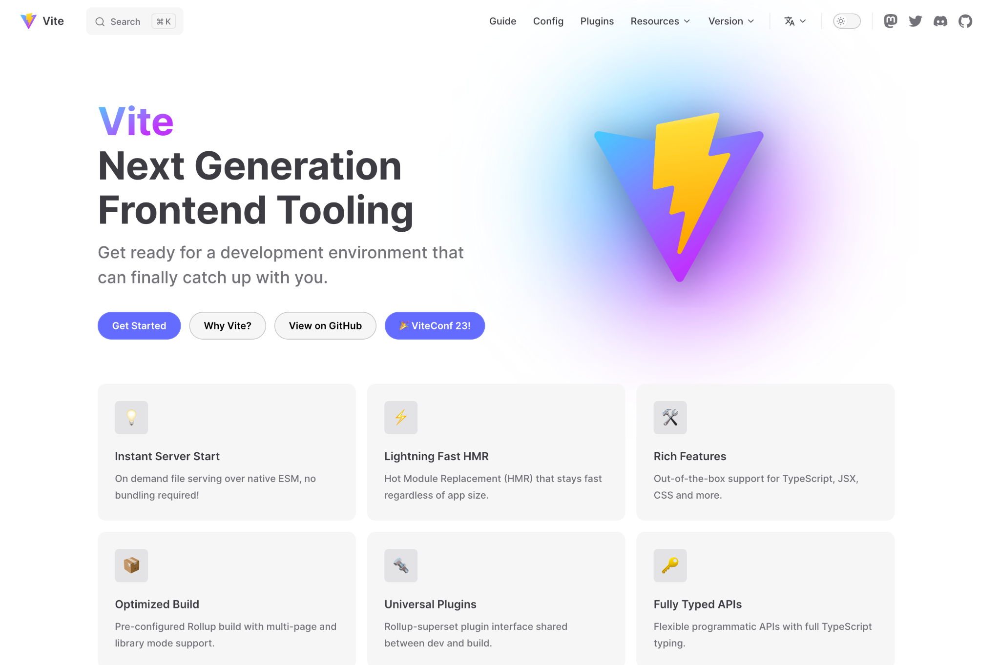 Vite
Search
⌘ K
Guide
Config
Plugins
Resources
Version
Vite
Next Generation
Frontend Tooling
Get ready for a development environment that
can finally catch up with you.
Get Started
Why Vite?
View on GitHub
🎉 ViteConf 23!
Instant Server Start
On demand file serving over native ESM, no
bundling required!
Lightning Fast HMR
Hot Module Replacement (HMR) that stays fast
regardless of app size.
Rich Features
Out-of-the-box support for TypeScript, JSX,
CSS and more.
Optimized Build
Pre-configured Rollup build with multi-page and
library mode support.
Universal Plugins
Rollup-superset plugin interface shared
between dev and build.
Fully Typed APIs
Flexible programmatic APIs with full TypeScript
typing.